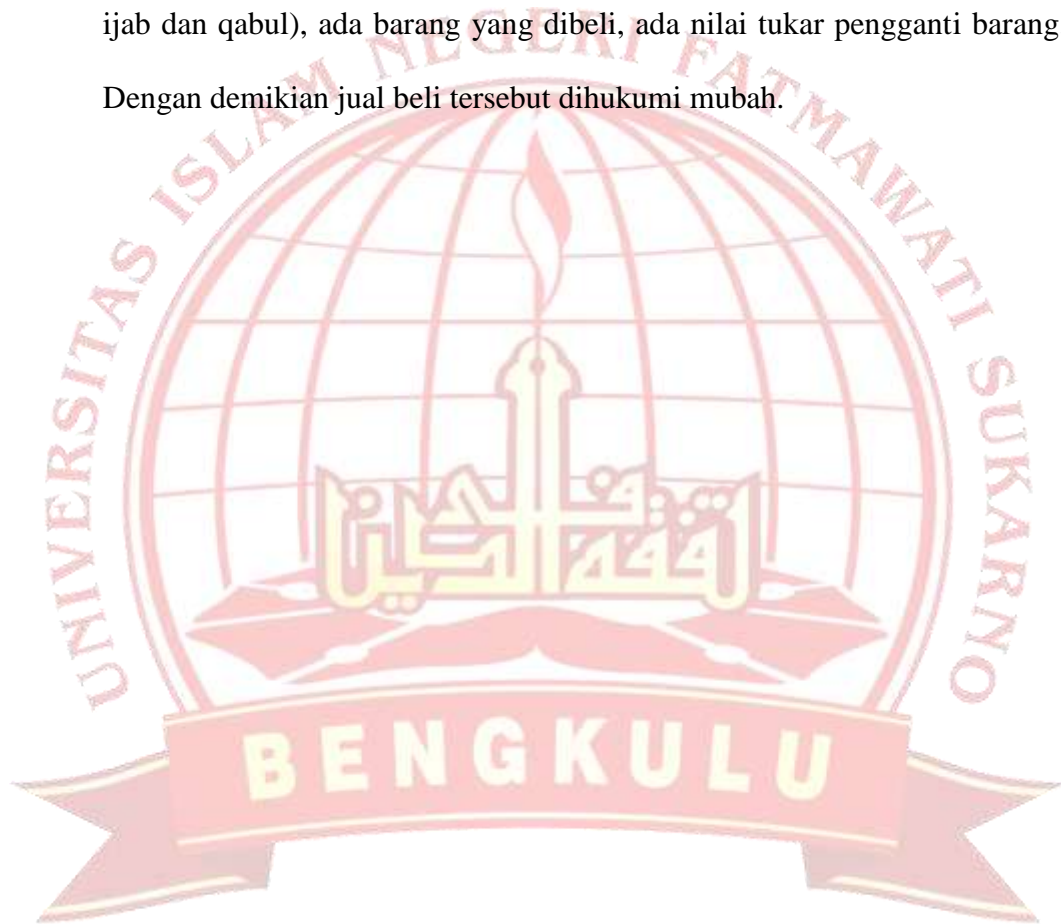 ijab dan qabul), ada barang yang dibeli, ada nilai tukar pengganti barang
Dengan demikian jual beli tersebut dihukumi mubah.
UNIVERSITAS ISLAM NEGERI FATMAWATI SUKARNO
BENGKULU